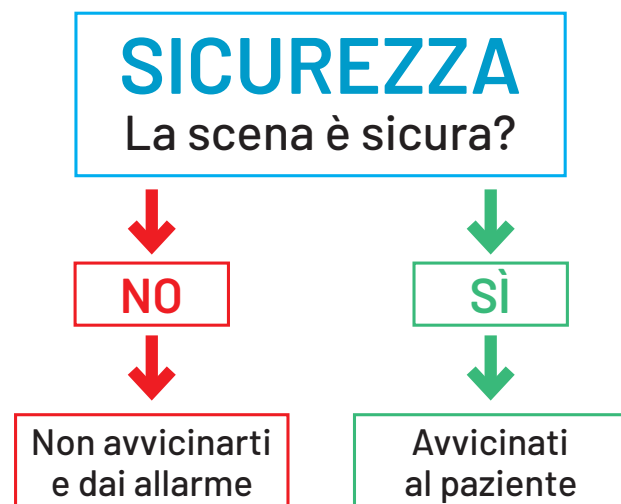 SICUREZZA
La scena è sicura?
NO
SÌ
Non avvicinarti
e dai allarme
Avvicinati
al paziente